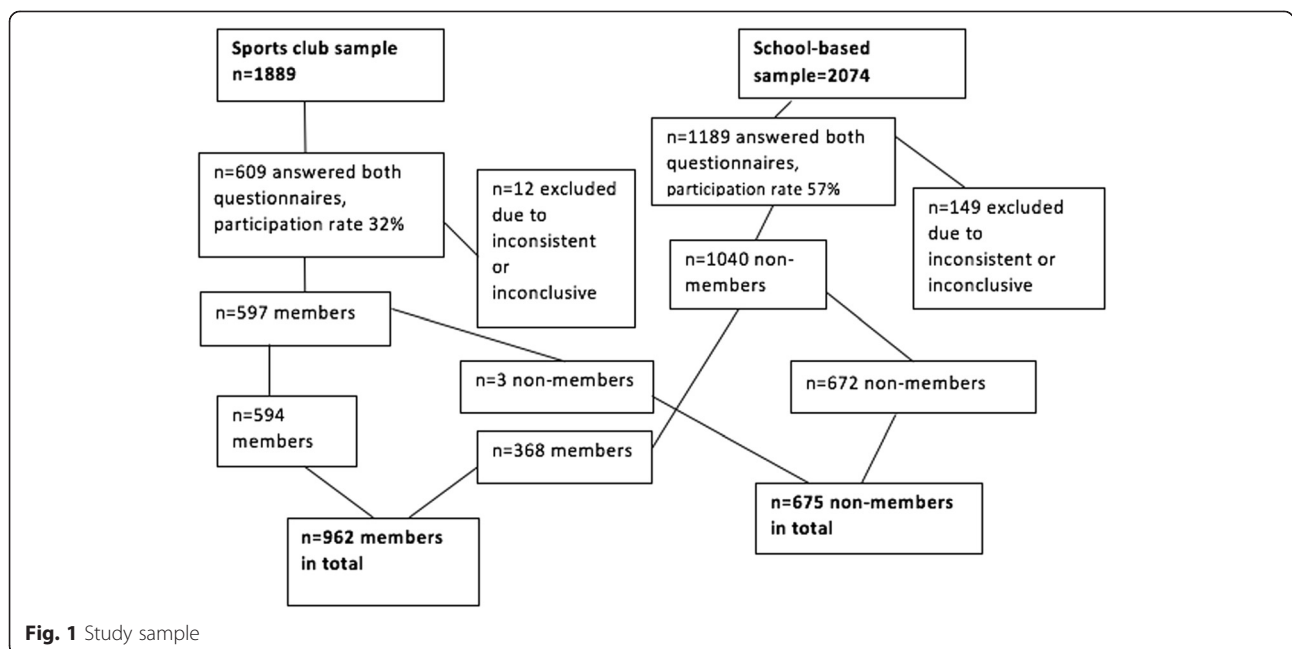 Sports club sample
n=1889
School-based
sample=2074
n=609 answered both
questionnaires,
participation rate 32%
n=12 excluded
due to
inconsistent
or
inconclusive
n=1189 answered both
questionnaires,
participation rate 57%
n=149 excluded
due to
inconsistent or
inconclusive
n=597 members
n=1040 non-
members
n=3 non-members
n=672 non-members
n=594
members
n=368 members
n=962 members
in total
n=675 non-members
in total
Fig. 1 Study sample